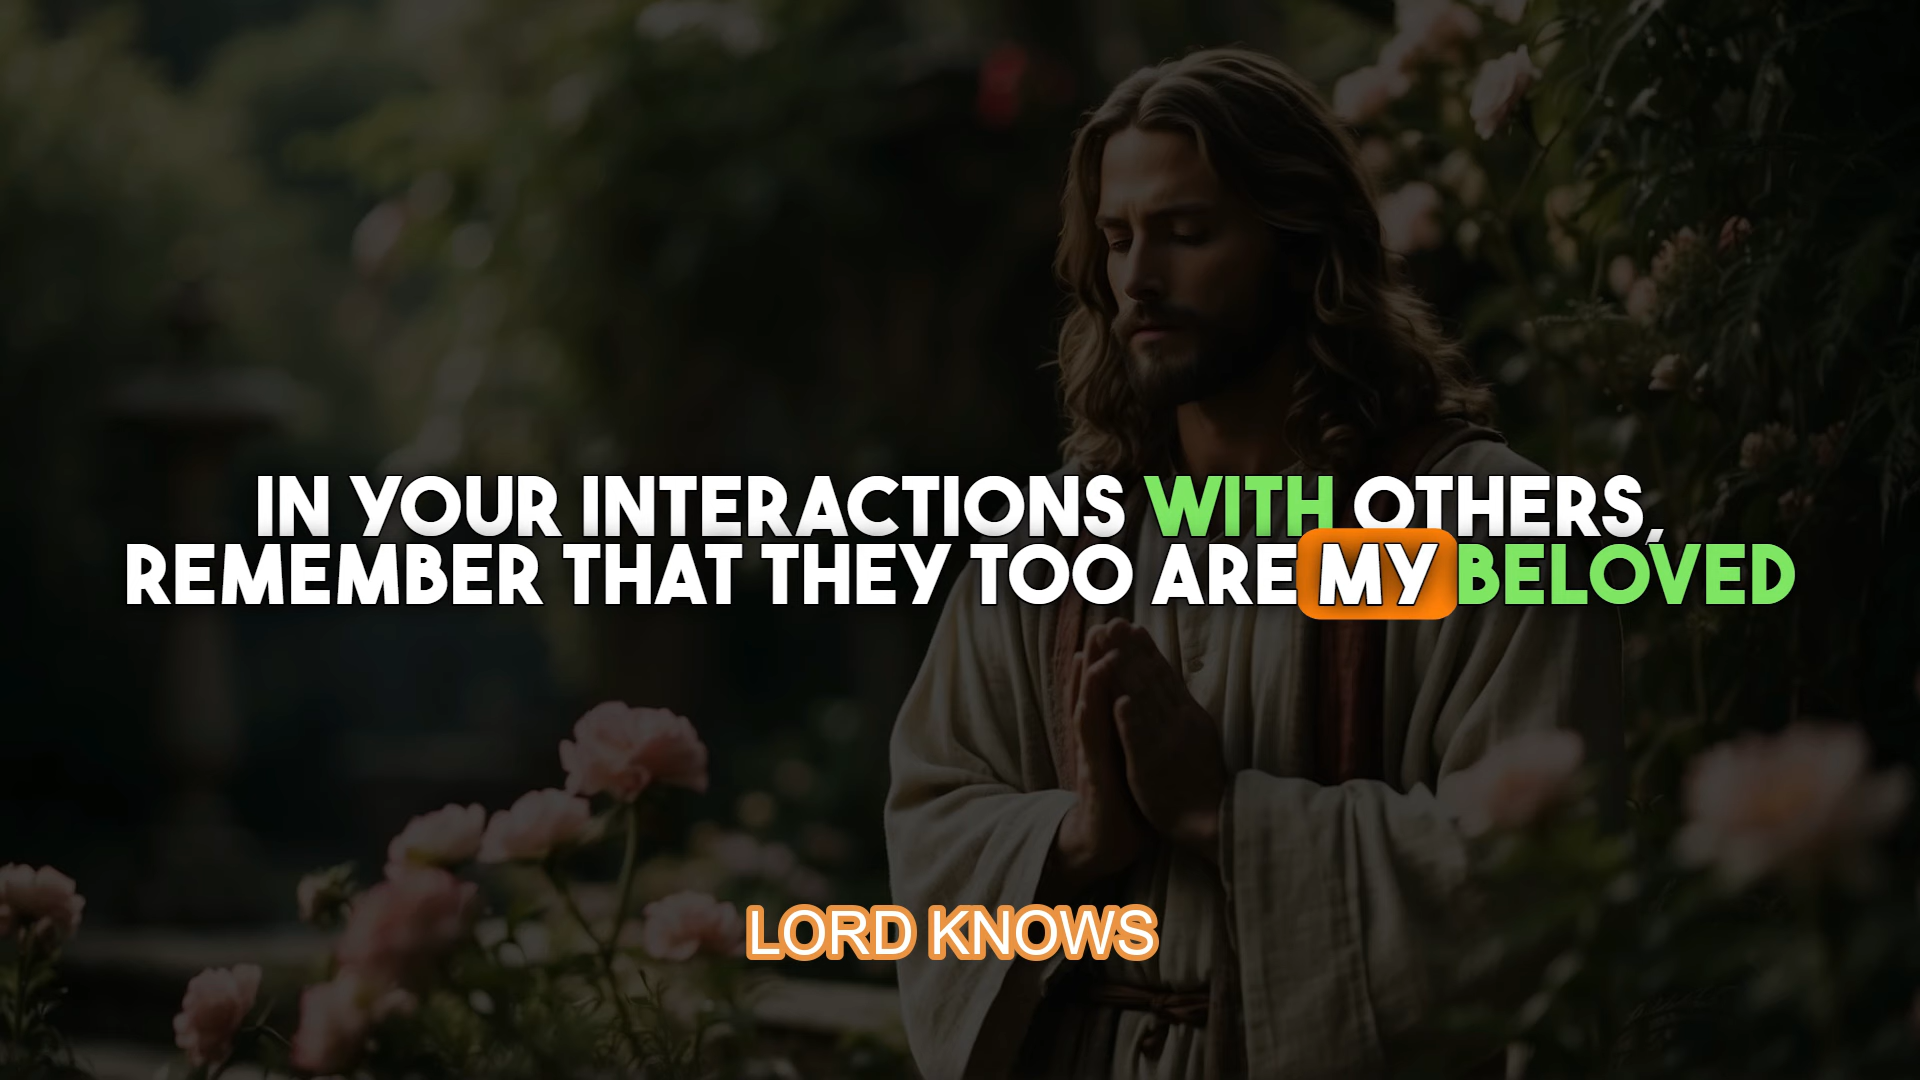 IN YOUR INTERACTIONS WITH OTHERS,
REMEMBER THAT THEY TOO ARE MY BELOVED
LORD KNOWS